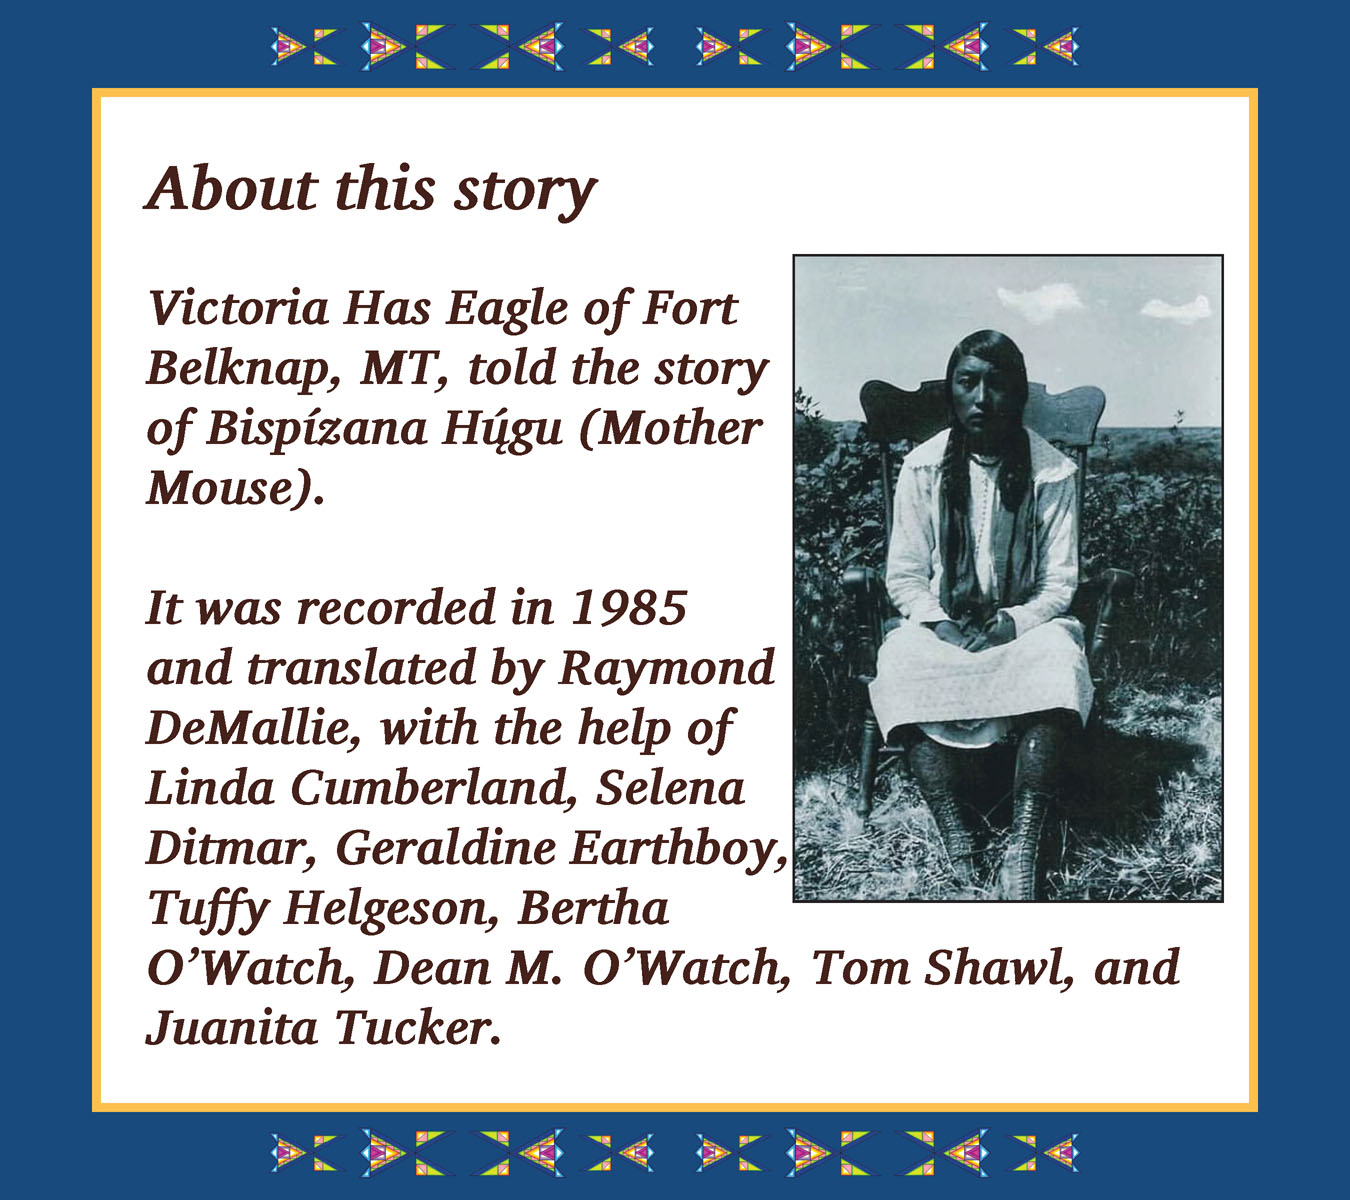 About this story
Victoria Has Eagle of Fort
Belknap, MT, told the story
of Bispízana Hų́gu (Mother
Mouse).
It was recorded in 1985
and translated by Raymond
DeMallie, with the help of
Linda Cumberland, Selena
Ditmar, Geraldine Earthboy,
Tuffy Helgeson, Bertha
O’Watch, Dean M. O’Watch, Tom Shawl, and
Juanita Tucker.